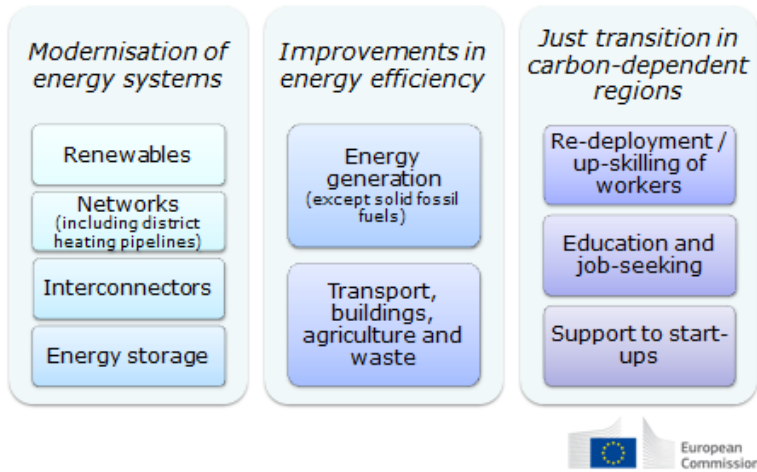 Modernisation of
energy systems
Renewables
Networks
(including district
heating pipelines)
Interconnectors
Energy storage
Improvements in
energy efficiency
Energy
generation
(except solid fossil
fuels)
Transport,
buildings,
agriculture and
waste
Just transition in
carbon-dependent
regions
Re-deployment /
up-skilling of
workers
Education and
job-seeking
Support to start-
ups
European
Commission